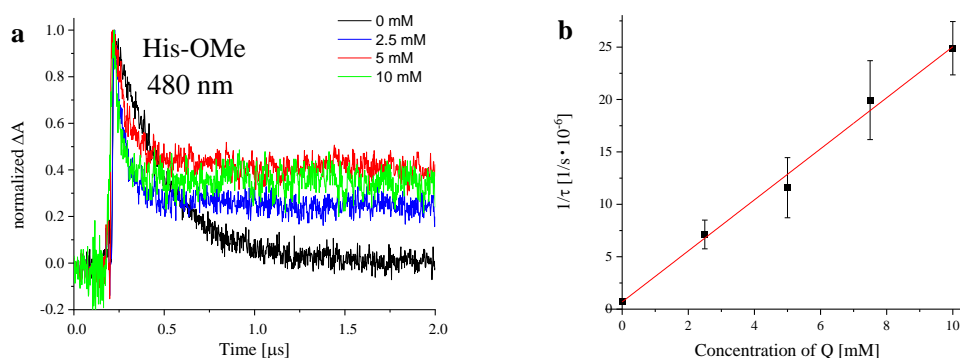 a
His-OMe
480 nm
0 mM
2.5 mM
5 mM
10 mM
normalized ΔA
1.0
0.8
0.6
0.4
0.2
0.0
-0.2
0.0
0.5
1.0
1.5
2.0
Time [μs]
b
1/τ [1/s·10⁻⁶]
25
20
15
10
5
0
0
2
4
6
8
10
Concentration of Q [mM]